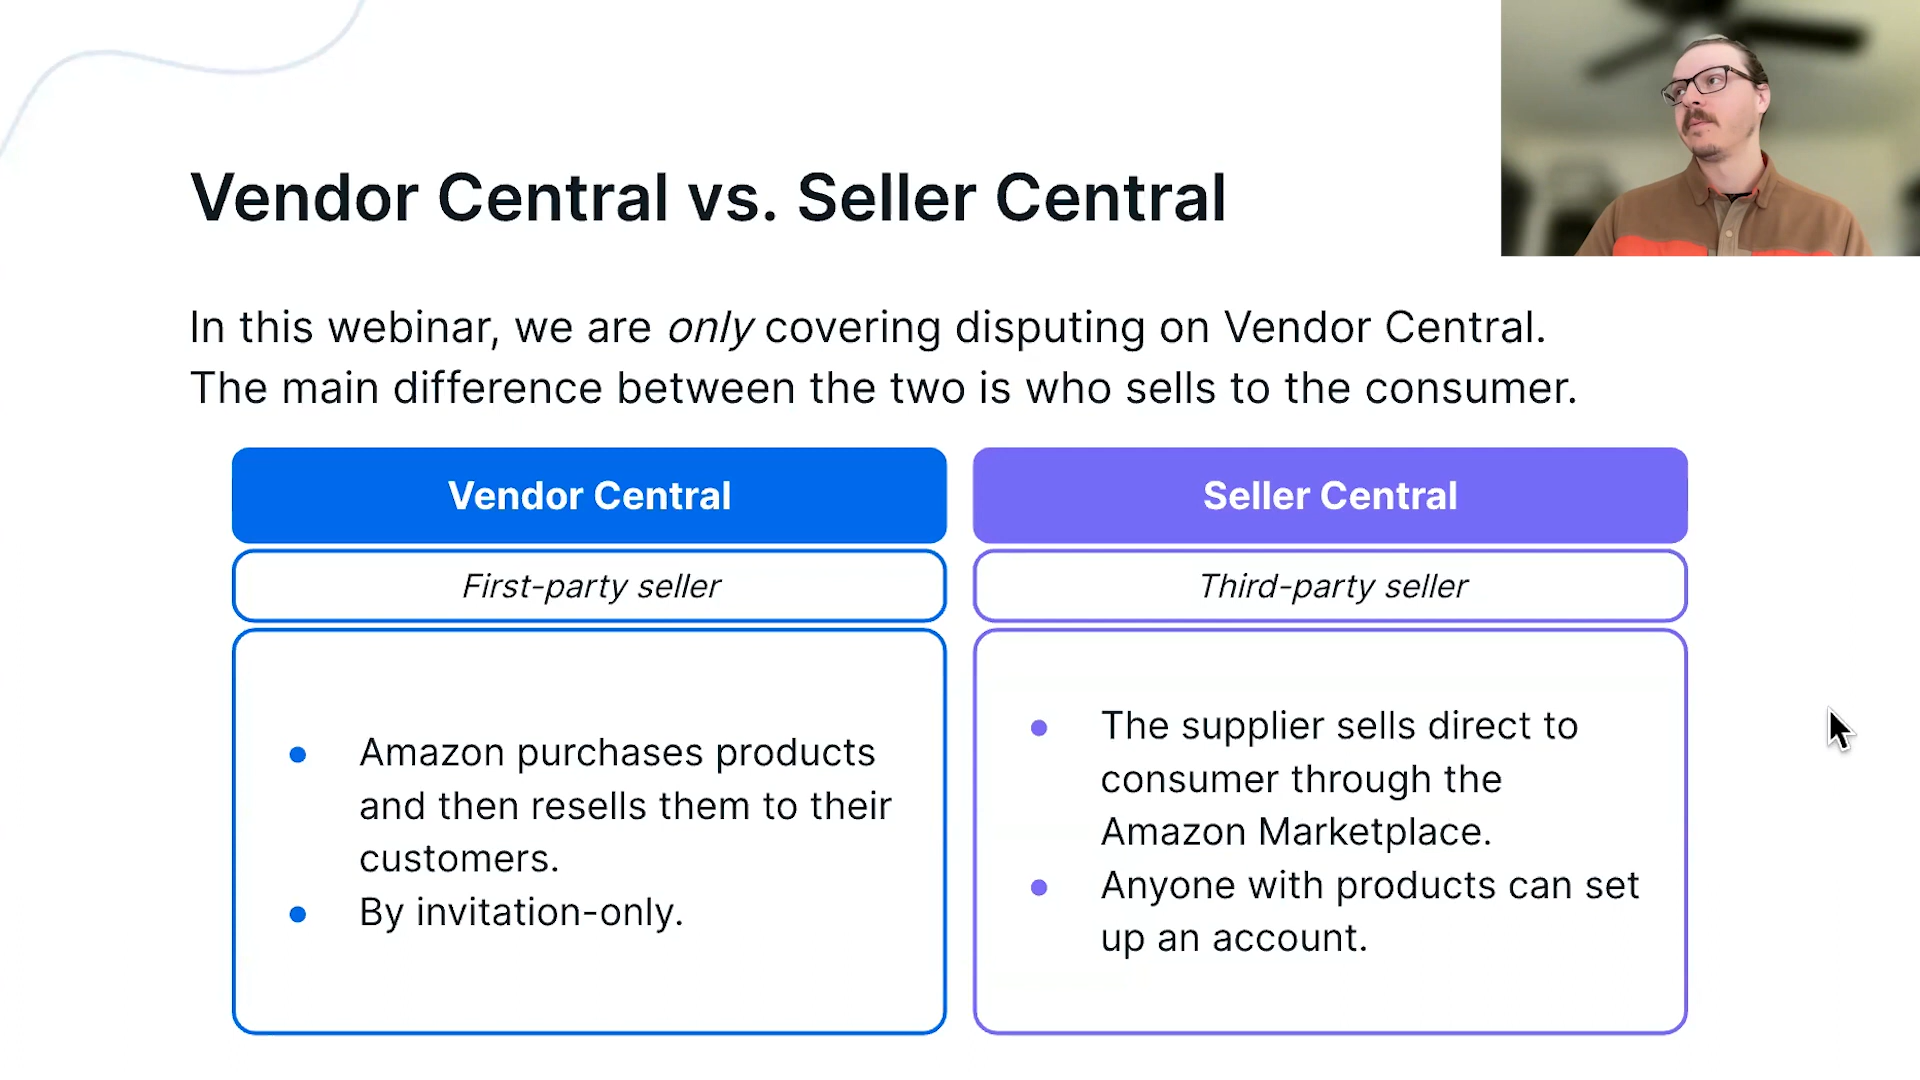 Vendor Central vs. Seller Central
In this webinar, we are only covering disputing on Vendor Central.
The main difference between the two is who sells to the consumer.
Vendor Central
First-party seller
● Amazon purchases products
and then resells them to their
customers.
● By invitation-only.
Seller Central
Third-party seller
● The supplier sells direct to
consumer through the
Amazon Marketplace.
● Anyone with products can set
up an account.